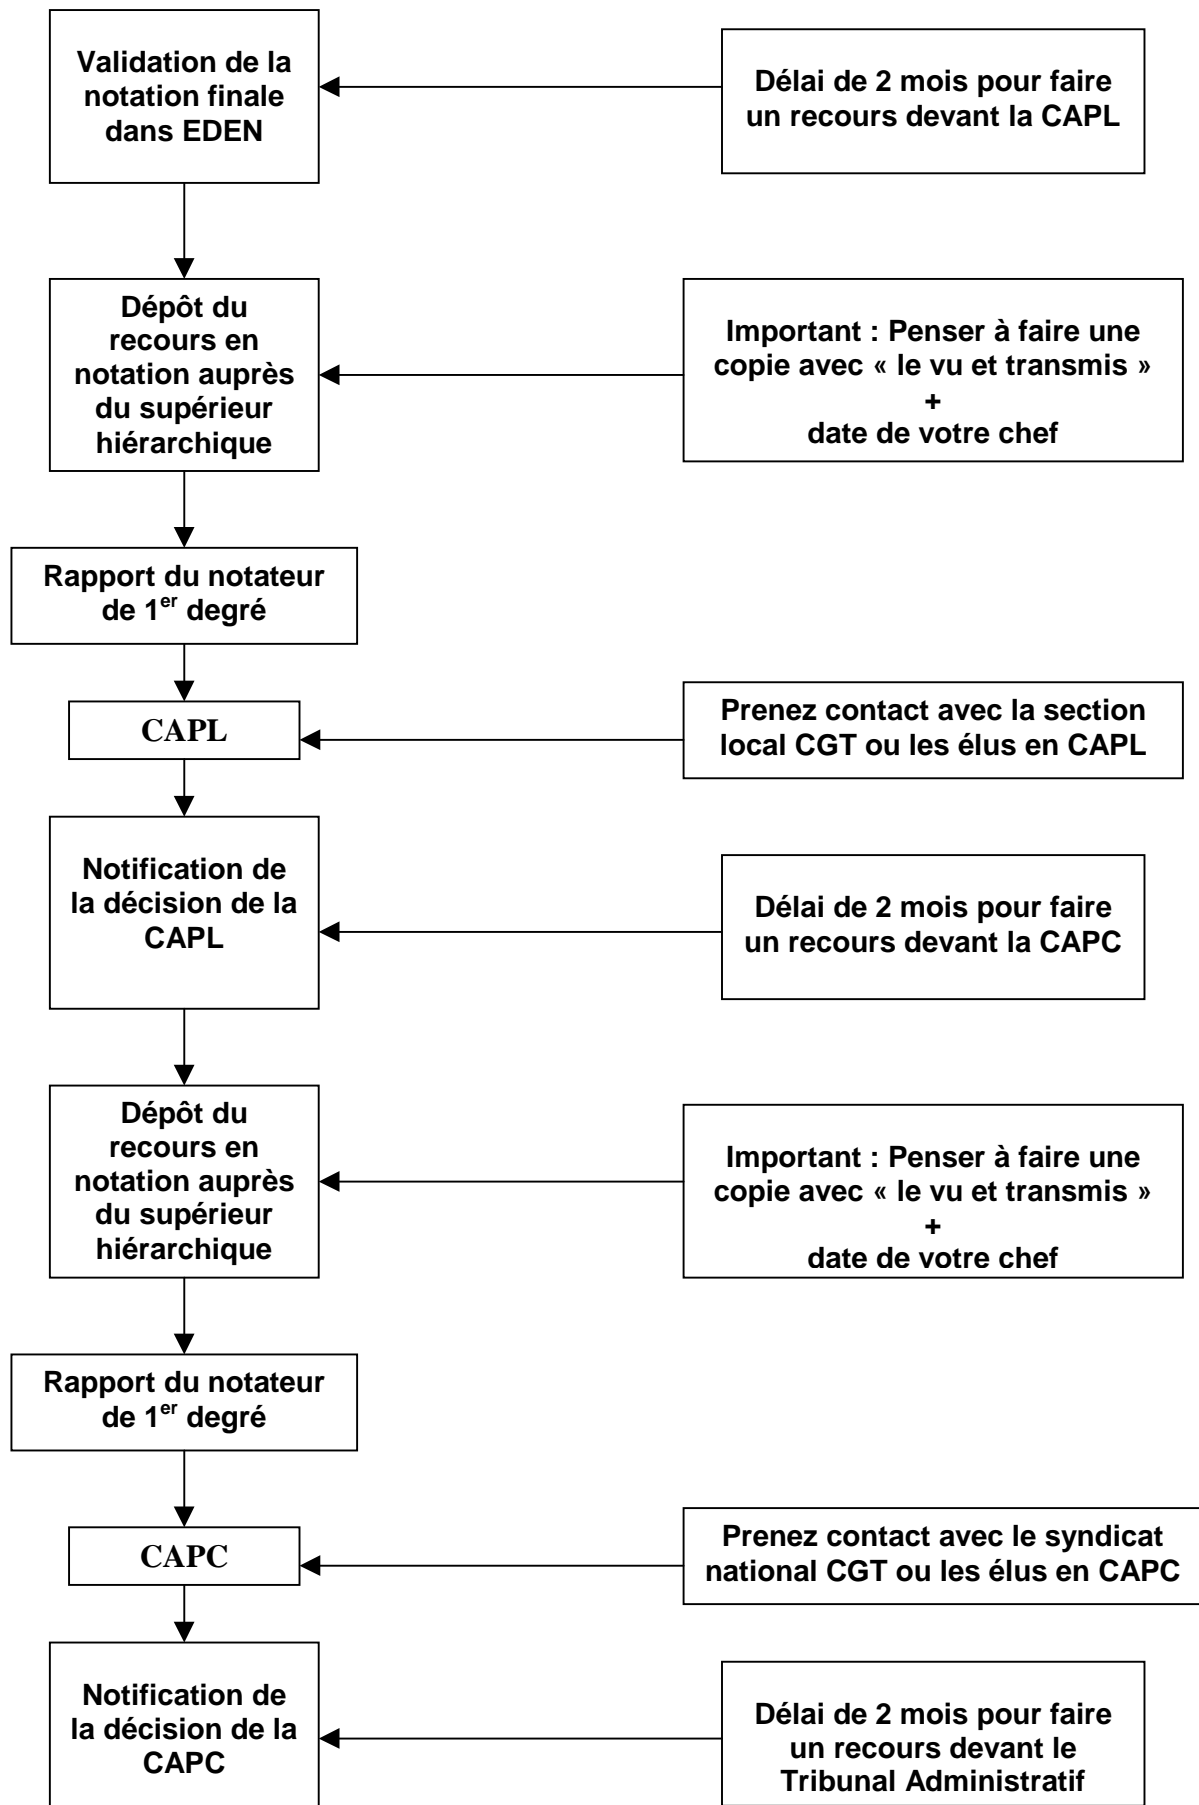 Validation de la
notation finale
dans EDEN
Délai de 2 mois pour faire
un recours devant la CAPL
Dépôt du
recours en
notation auprès
du supérieur
hiérarchique
Important : Penser à faire une
copie avec « le vu et transmis »
+
date de votre chef
Rapport du notateur
de 1er degré
CAPL
Prenez contact avec la section
local CGT ou les élus en CAPL
Notification de
la décision de la
CAPL
Délai de 2 mois pour faire
un recours devant la CAPC
Dépôt du
recours en
notation auprès
du supérieur
hiérarchique
Important : Penser à faire une
copie avec « le vu et transmis »
+
date de votre chef
Rapport du notateur
de 1er degré
CAPC
Prenez contact avec le syndicat
national CGT ou les élus en CAPC
Notification de
la décision de la
CAPC
Délai de 2 mois pour faire
un recours devant le
Tribunal Administratif